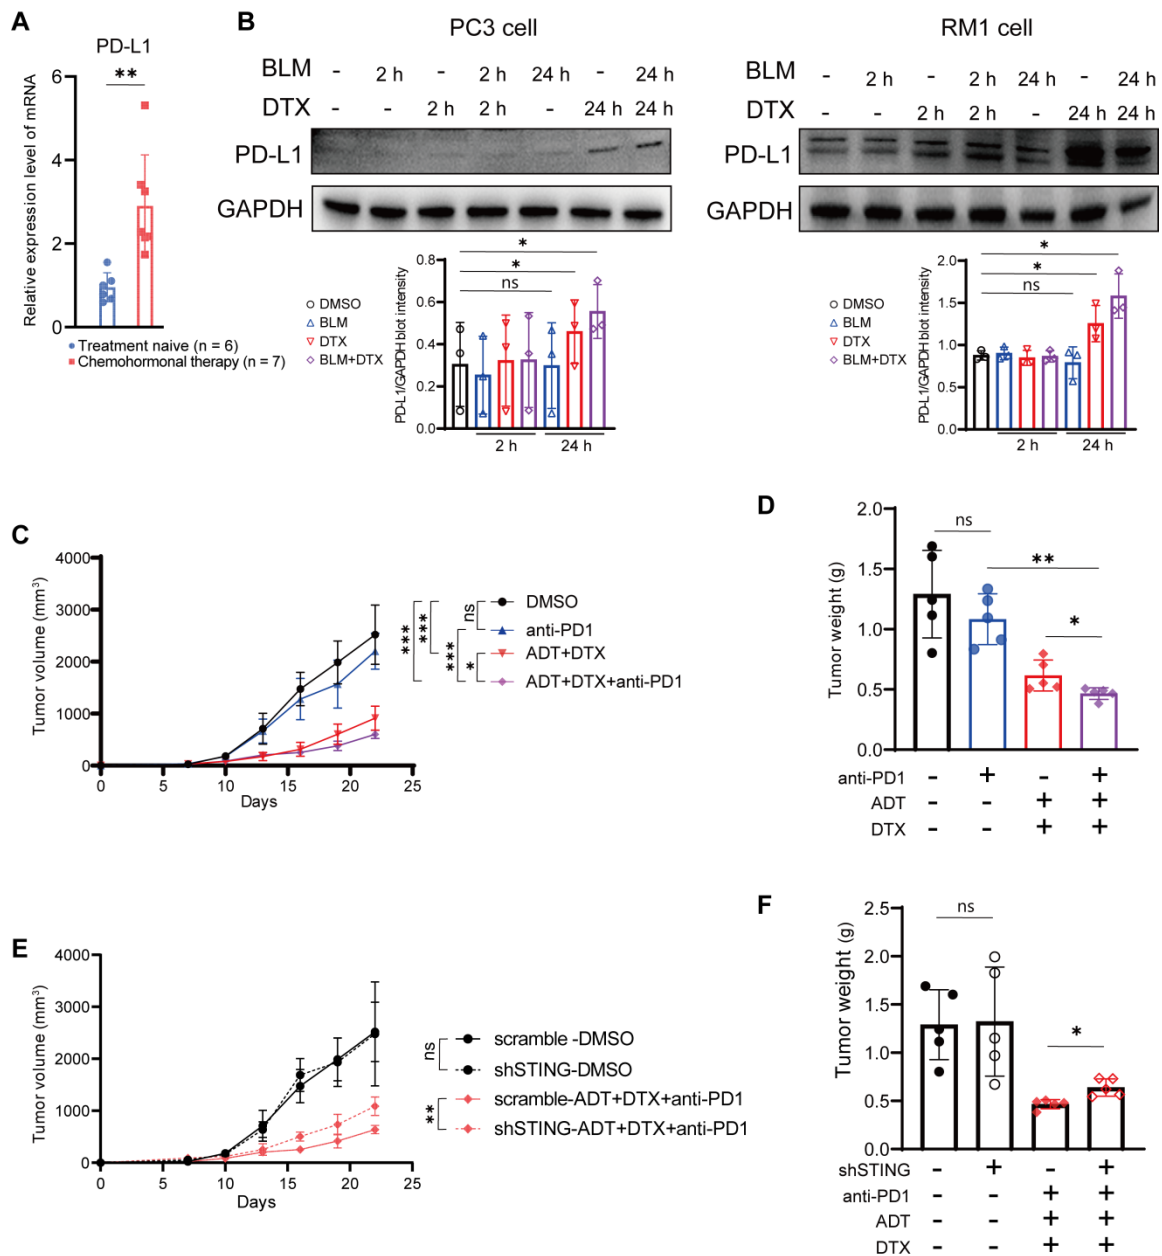 A
PD-L1
Relative expression level of mRNA
6
4
2
0
**
Treatment naive (n = 6)
Chemohormonal therapy (n = 7)
B
PC3 cell
BLM - 2 h - 2 h 24 h - 24 h
DTX - - 2 h 2 h - 24 h 24 h
PD-L1
GAPDH
DMSO
BLM
DTX
BLM+DTX
PD-L1/GAPDH blot intensity
0.8
0.6
0.4
0.2
0.0
*
*
ns
2 h 24 h
RM1 cell
BLM - 2 h - 2 h 24 h - 24 h
DTX - - 2 h 2 h - 24 h 24 h
PD-L1
GAPDH
DMSO
BLM
DTX
BLM+DTX
PD-L1/GAPDH blot intensity
2.0
1.5
1.0
0.5
0.0
*
*
ns
2 h 24 h
C
Tumor volume (mm³)
4000
3000
2000
1000
0
0 5 10 15 20 25
Days
*** *** ns *** *
DMSO
anti-PD1
ADT+DTX
ADT+DTX+anti-PD1
D
Tumor weight (g)
2.0
1.5
1.0
0.5
0.0
ns
**
*
anti-PD1 - + - +
ADT - - + +
DTX - - + +
E
Tumor volume (mm³)
4000
3000
2000
1000
0
0 5 10 15 20 25
Days
ns
**
scramble -DMSO
shSTING-DMSO
scramble-ADT+DTX+anti-PD1
shSTING-ADT+DTX+anti-PD1
F
Tumor weight (g)
2.5
2.0
1.5
1.0
0.5
0.0
ns
*
shSTING - + - +
anti-PD1 - - + +
ADT - - + +
DTX - - + +